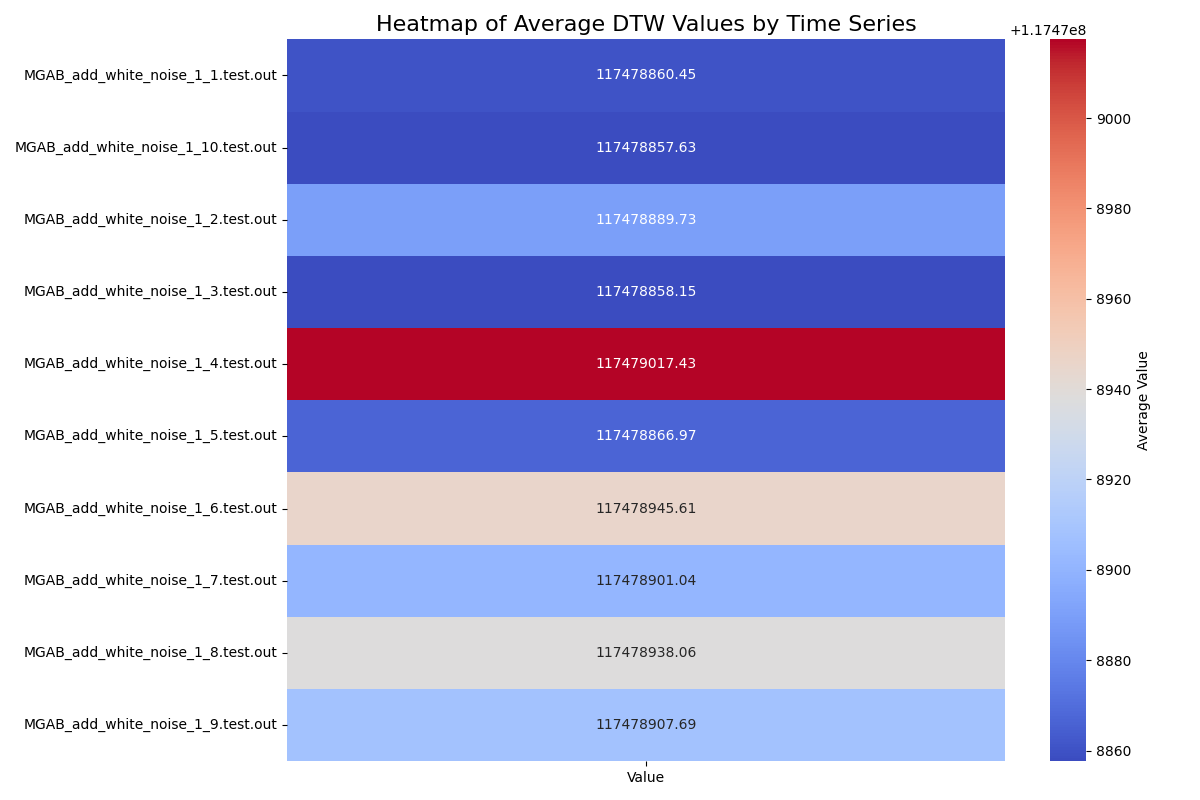 Heatmap of Average DTW Values by Time Series
+1.1747e8
MGAB_add_white_noise_1_1.test.out
117478860.45
MGAB_add_white_noise_1_10.test.out
117478857.63
MGAB_add_white_noise_1_2.test.out
117478889.73
MGAB_add_white_noise_1_3.test.out
117478858.15
MGAB_add_white_noise_1_4.test.out
117479017.43
MGAB_add_white_noise_1_5.test.out
117478866.97
MGAB_add_white_noise_1_6.test.out
117478945.61
MGAB_add_white_noise_1_7.test.out
117478901.04
MGAB_add_white_noise_1_8.test.out
117478938.06
MGAB_add_white_noise_1_9.test.out
117478907.69
Value
9000
8980
8960
8940
8920
8900
8880
8860
Average Value